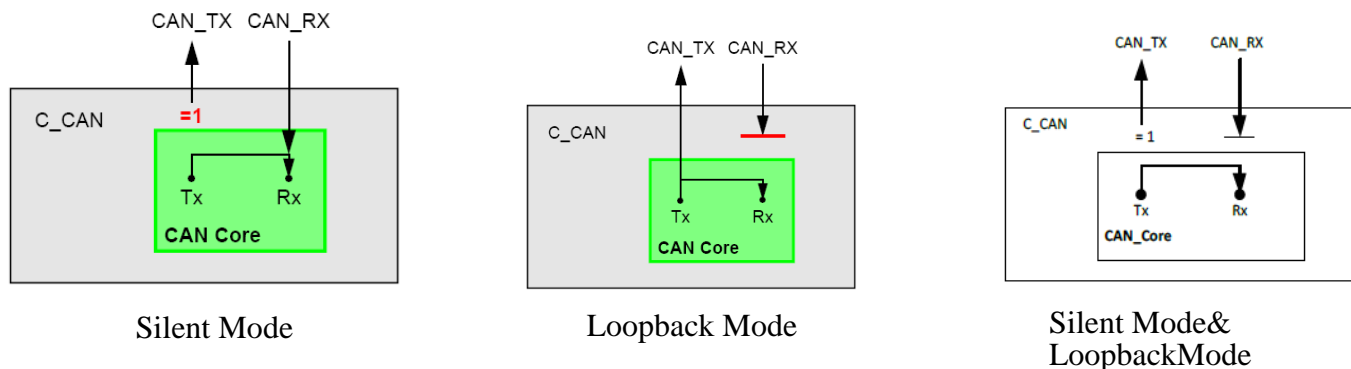 CAN_TX CAN_RX
C_CAN
=1
Tx Rx
CAN Core
Silent Mode
CAN_TX CAN_RX
C_CAN
Tx Rx
CAN Core
Loopback Mode
CAN_TX CAN_RX
C_CAN
= 1
Tx Rx
CAN_Core
Silent Mode&
LoopbackMode